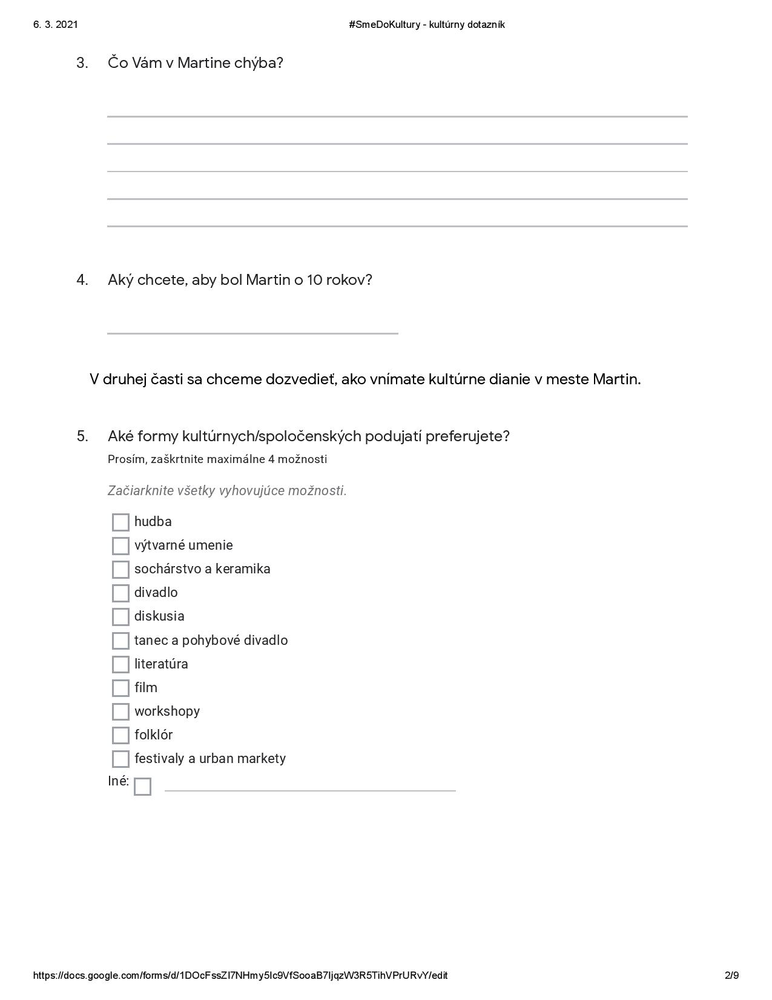 6. 3. 2021 #SmeDoKultury - kultúrny dotazník
3. Čo Vám v Martine chýba?
4. Aký chcete, aby bol Martin o 10 rokov?
V druhej časti sa chceme dozvedieť, ako vnímate kultúrne dianie v meste Martin.
5. Aké formy kultúrnych/spoločenských podujatí preferujete?
Prosím, zaškrtnite maximálne 4 možnosti
Začiarknite všetky vyhovujúce možnosti.
hudba
výtvarné umenie
sochárstvo a keramika
divadlo
diskusia
tanec a pohybové divadlo
literatúra
film
workshopy
folklór
festivaly a urban markety
Iné:
https://docs.google.com/forms/d/1DOcFssZI7NHmy5Ic9VfSooaB7IjqzW3R5TihVPrURvY/edit 2/9